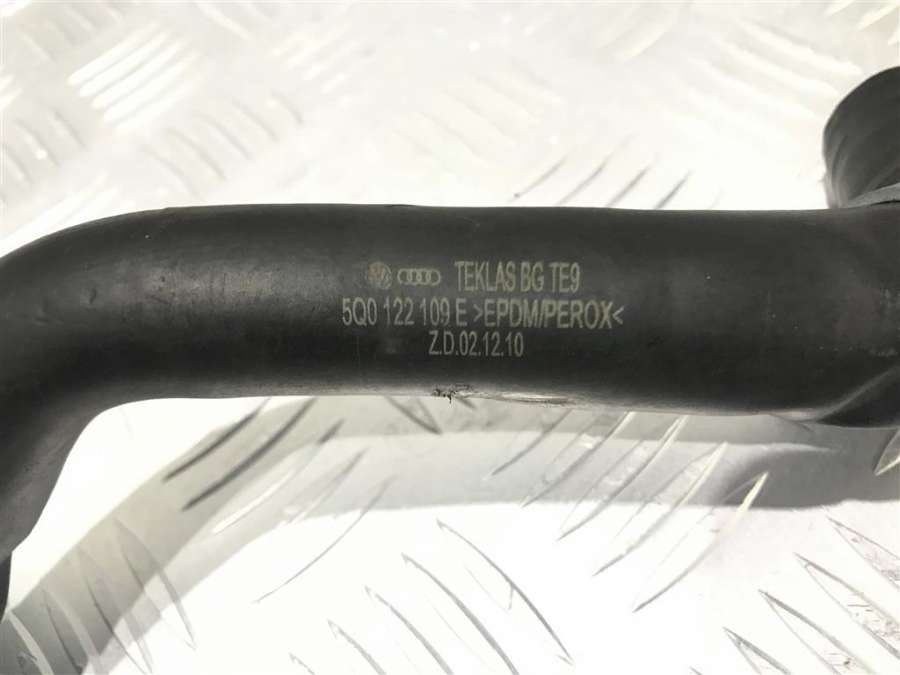 TEKLAS BG TE9
5Q0 122 109 E >EPDM/PEROX<
Z.D.02.12.10